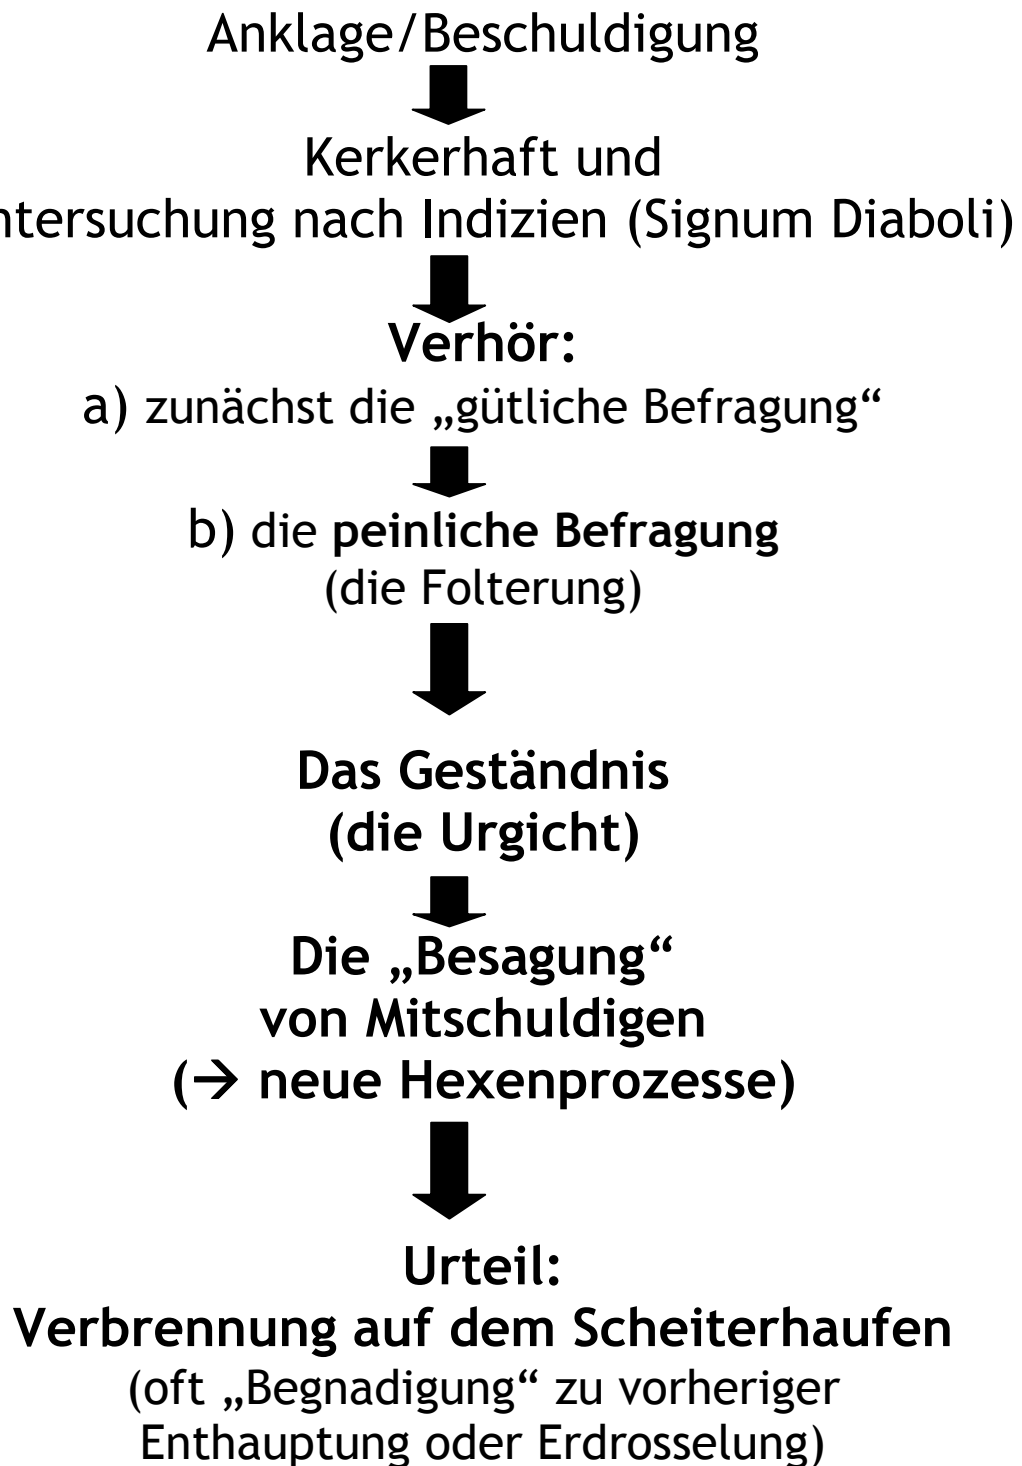 Anklage/Beschuldigung
Kerkerhaft und
ntersuchung nach Indizien (Signum Diaboli)
Verhör:
a) zunächst die „gütliche Befragung“
b) die peinliche Befragung
(die Folterung)
Das Geständnis
(die Urgicht)
Die „Besagung“
von Mitschuldigen
(→ neue Hexenprozesse)
Urteil:
Verbrennung auf dem Scheiterhaufen
(oft „Begnadigung“ zu vorheriger
Enthauptung oder Erdrosselung)